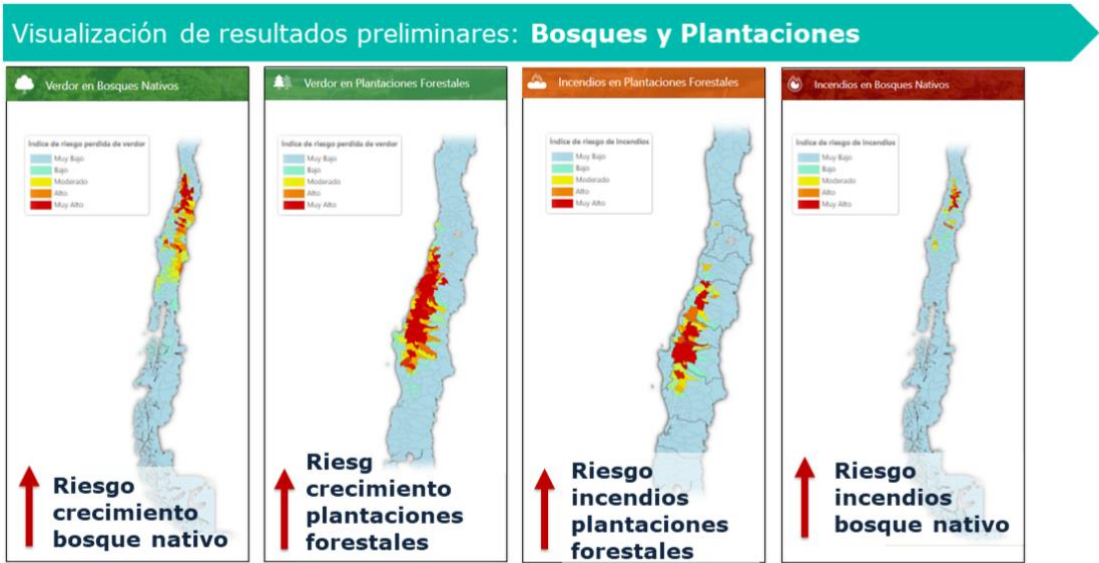 Visualización de resultados preliminares: Bosques y Plantaciones
Verdor en Bosques Nativos
Índice de riesgo perdida de verdor
Muy Bajo
Bajo
Moderado
Alto
Muy Alto
Riesgo
crecimiento
bosque nativo
Verdor en Plantaciones Forestales
Índice de riesgo perdida de verdor
Muy Bajo
Bajo
Moderado
Alto
Muy Alto
Riesg
crecimiento
plantaciones
forestales
Incendios en Plantaciones Forestales
Índice de riesgo de incendios
Muy Bajo
Bajo
Moderado
Alto
Muy Alto
Riesgo
incendios
plantaciones
forestales
Incendios en Bosques Nativos
Índice de riesgo de incendios
Muy Bajo
Bajo
Moderado
Alto
Muy Alto
Riesgo
incendios
bosque nativo